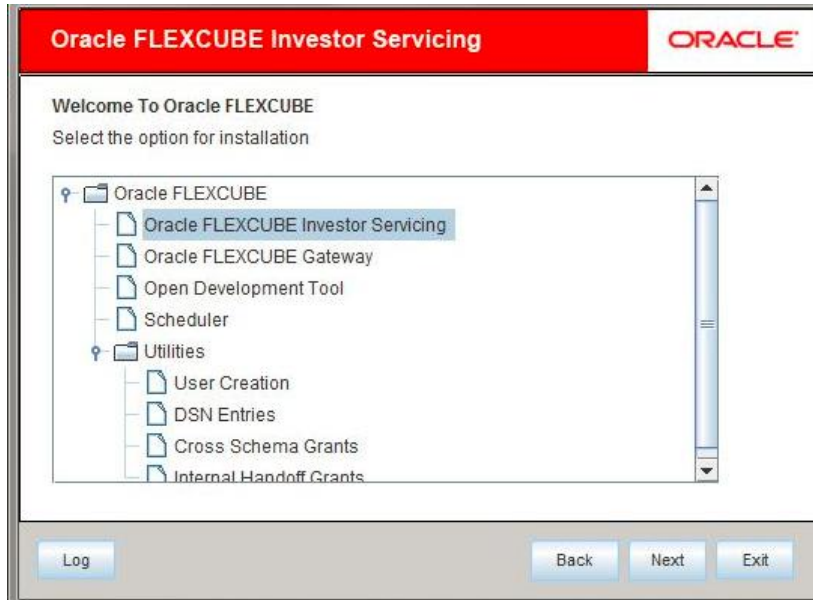 Oracle FLEXCUBE Investor Servicing
ORACLE
Welcome To Oracle FLEXCUBE
Select the option for installation
Oracle FLEXCUBE
Oracle FLEXCUBE Investor Servicing
Oracle FLEXCUBE Gateway
Open Development Tool
Scheduler
Utilities
User Creation
DSN Entries
Cross Schema Grants
Internal Handoff Grants
Log
Back
Next
Exit